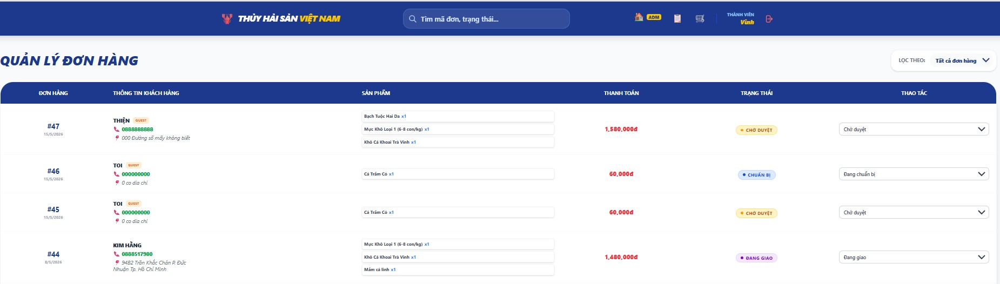 THỦY HẢI SẢN VIỆT NAM
Tìm mã đơn, trạng thái...
ADM
THÀNH VIÊN
Vinh
QUẢN LÝ ĐƠN HÀNG
LỌC THEO: Tất cả đơn hàng
ĐƠN HÀNG THÔNG TIN KHÁCH HÀNG SẢN PHẨM THANH TOÁN TRẠNG THÁI THAO TÁC
#47
15/5/2026
THIỆN GUEST
0888888888
000 Đường số mấy không biết
Bạch Tuộc Hai Da x1
Mực Khô Loại 1 (6-8 con/kg) x1
Khô Cá Khoai Trà Vinh x1
1,580,000đ
CHỜ DUYỆT
Chờ duyệt
#46
15/5/2026
TOI GUEST
000000000
0 co dia chi
Cá Trắm Cỏ x1
60,000đ
CHUẨN BỊ
Đang chuẩn bị
#45
15/5/2026
TOI GUEST
000000000
0 co dia chi
Cá Trắm Cỏ x1
60,000đ
CHỜ DUYỆT
Chờ duyệt
#44
8/5/2026
KIM HẰNG
0888517980
94B2 Trần Khắc Chân P. Đức
Nhuận Tp. Hồ Chí Minh
Mực Khô Loại 1 (6-8 con/kg) x1
Khô Cá Khoai Trà Vinh x1
Mắm cá linh x1
1,480,000đ
ĐANG GIAO
Đang giao